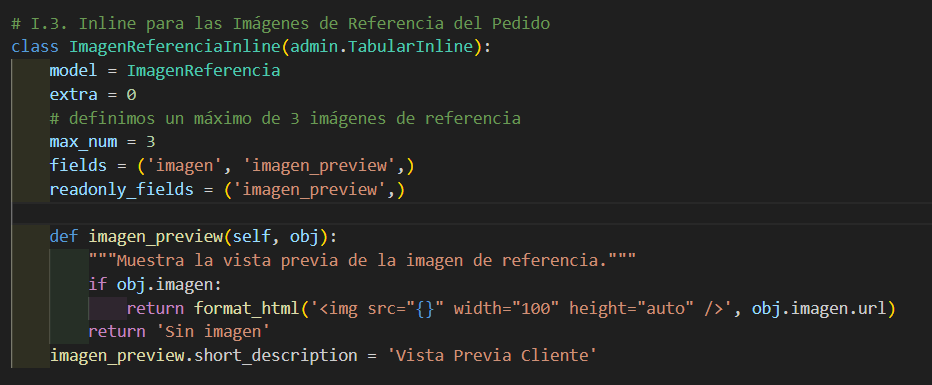 # I.3. Inline para las Imágenes de Referencia del Pedido
class ImagenReferenciaInline(admin.TabularInline):
    model = ImagenReferencia
    extra = 0
    # definimos un máximo de 3 imágenes de referencia
    max_num = 3
    fields = ('imagen', 'imagen_preview',)
    readonly_fields = ('imagen_preview',)

    def imagen_preview(self, obj):
        """Muestra la vista previa de la imagen de referencia."""
        if obj.imagen:
            return format_html('<img src="{}" width="100" height="auto" />', obj.imagen.url)
        return 'Sin imagen'
    imagen_preview.short_description = 'Vista Previa Cliente'